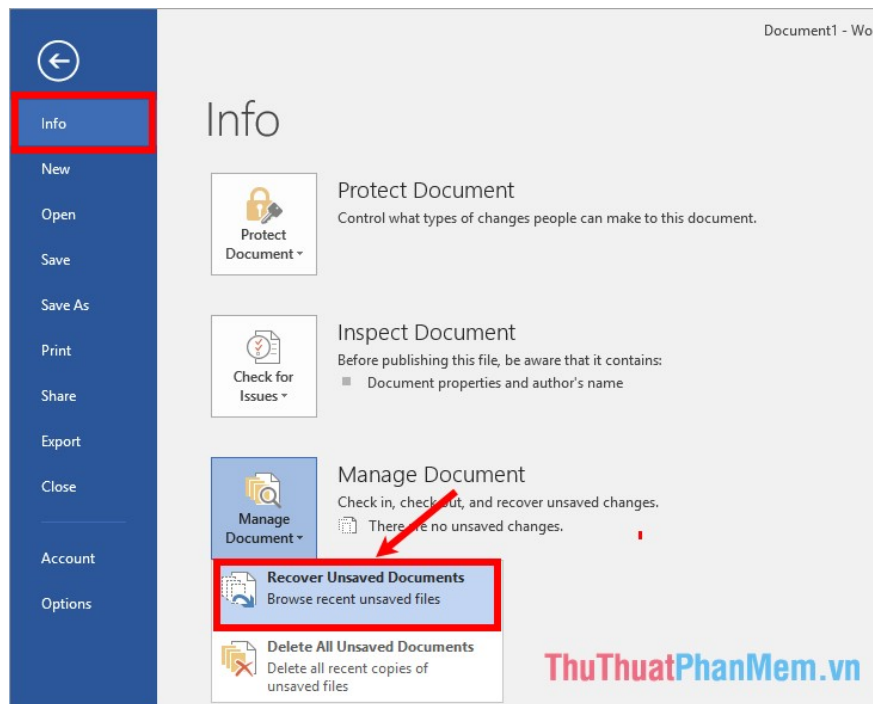 Document1 - Wo
Info
Info
New
Open
Save
Save As
Print
Share
Export
Close
Account
Options
Protect
Document
Protect Document
Control what types of changes people can make to this document.
Check for
Issues
Inspect Document
Before publishing this file, be aware that it contains:
Document properties and author's name
Manage
Document
Manage Document
Check in, check out, and recover unsaved changes.
There are no unsaved changes.
Recover Unsaved Documents
Browse recent unsaved files
Delete All Unsaved Documents
Delete all recent copies of
unsaved files
ThuThuatPhanMem.vn